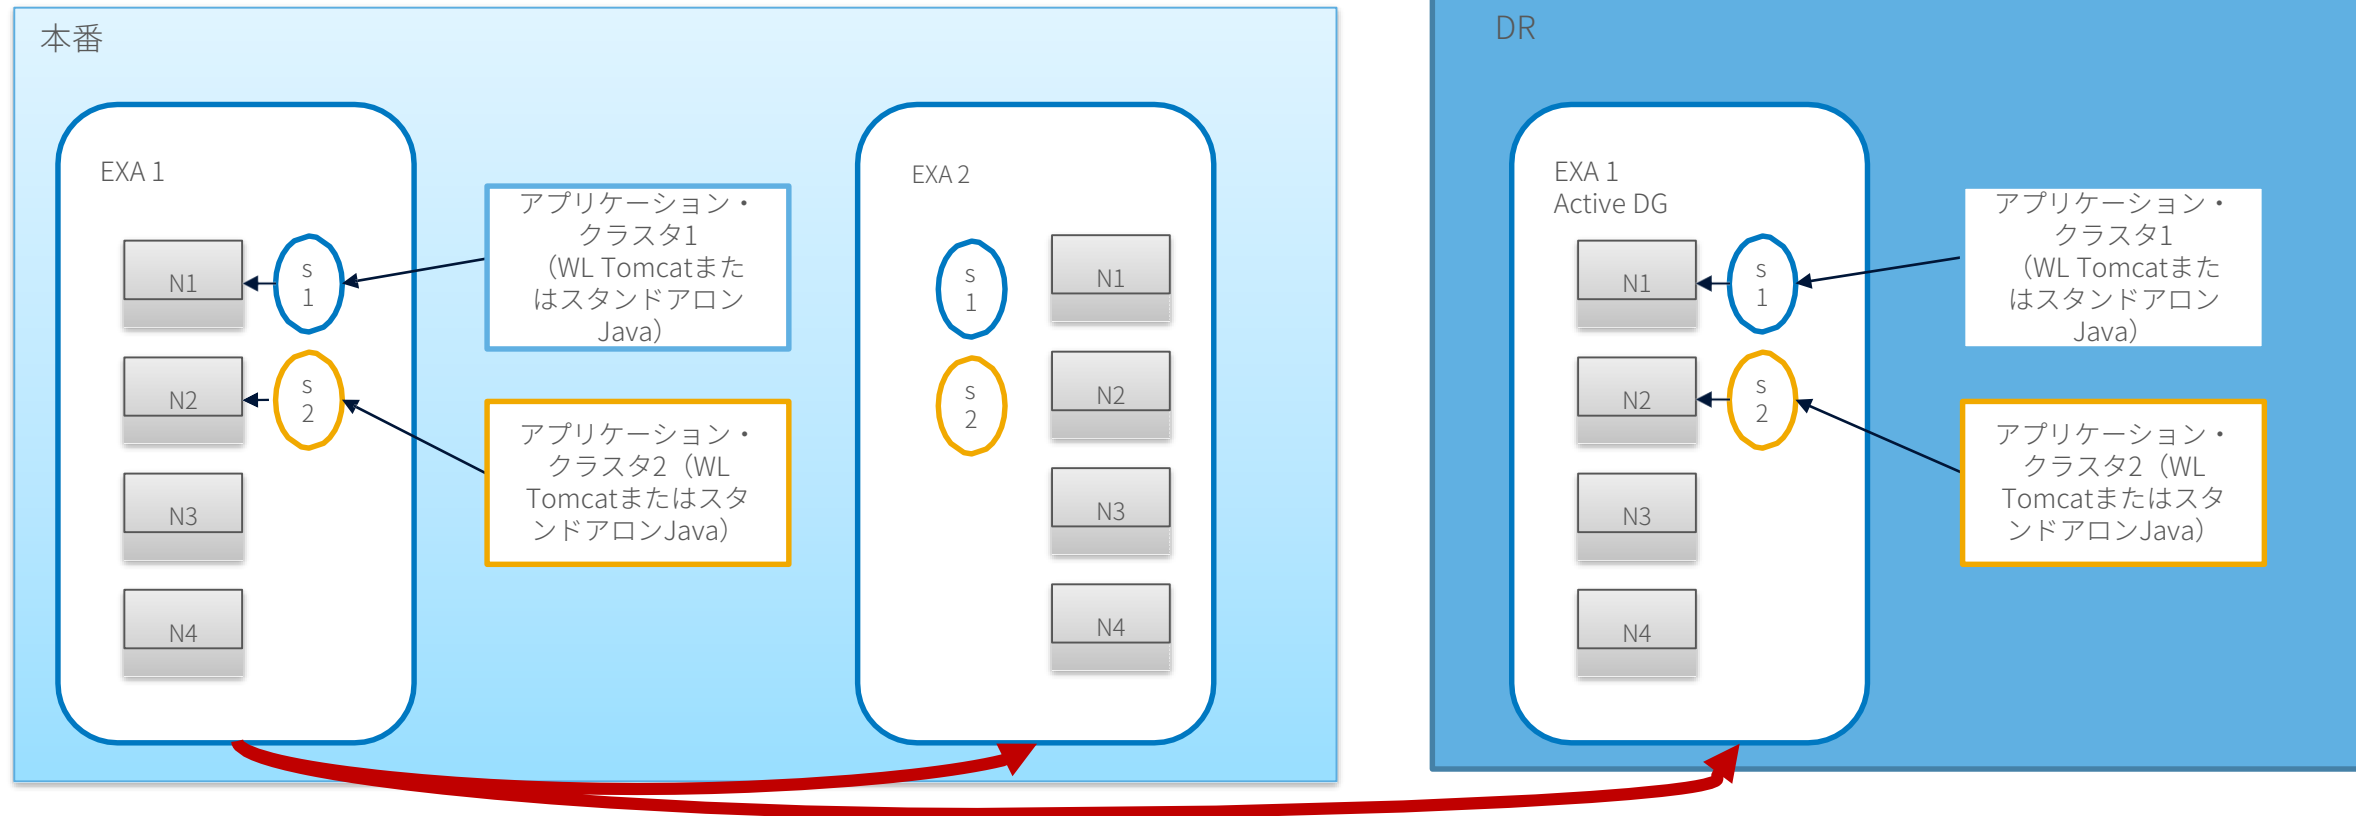 本番
EXA 1
N1
N2
N3
N4
S
1
S
2
アプリケーション・
クラスタ1
（WL Tomcatまた
はスタンドアロン
Java）
アプリケーション・
クラスタ2（WL
Tomcatまたはスタ
ンドアロンJava）
EXA 2
S
1
S
2
N1
N2
N3
N4
DR
EXA 1
Active DG
N1
N2
N3
N4
S
1
S
2
アプリケーション・
クラスタ1
（WL Tomcatまた
はスタンドアロン
Java）
アプリケーション・
クラスタ2（WL
Tomcatまたはスタ
ンドアロンJava）